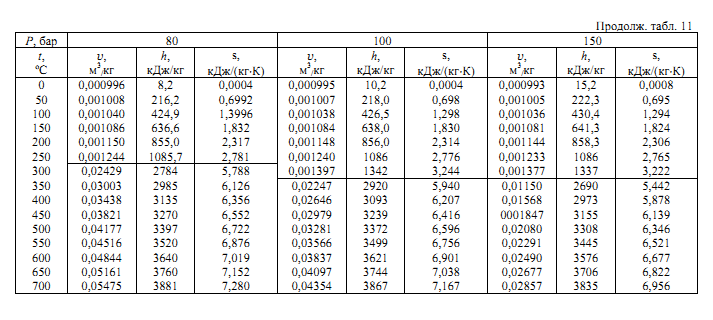 Продолж. табл. 11
P, бар 80 100 150
t, υ, h, s, υ, h, s, υ, h, s,
ºС м³/кг кДж/кг кДж/(кг·К) м³/кг кДж/кг кДж/(кг·К) м³/кг кДж/кг кДж/(кг·К)
0 0,000996 8,2 0,0004 0,000995 10,2 0,0004 0,000993 15,2 0,0008
50 0,001008 216,2 0,6992 0,001007 218,0 0,698 0,001005 222,3 0,695
100 0,001040 424,9 1,3996 0,001038 426,5 1,298 0,001036 430,4 1,294
150 0,001086 636,6 1,832 0,001084 638,0 1,830 0,001081 641,3 1,824
200 0,001150 855,0 2,317 0,001148 856,0 2,314 0,001144 858,3 2,306
250 0,001244 1085,7 2,781 0,001240 1086 2,776 0,001233 1086 2,765
300 0,02429 2784 5,788 0,001397 1342 3,244 0,001377 1337 3,222
350 0,03003 2985 6,126 0,02247 2920 5,940 0,01150 2690 5,442
400 0,03438 3135 6,356 0,02646 3093 6,207 0,01568 2973 5,878
450 0,03821 3270 6,552 0,02979 3239 6,416 0001847 3155 6,139
500 0,04177 3397 6,722 0,03281 3372 6,596 0,02080 3308 6,346
550 0,04516 3520 6,876 0,03566 3499 6,756 0,02291 3445 6,521
600 0,04844 3640 7,019 0,03837 3621 6,901 0,02490 3576 6,677
650 0,05161 3760 7,152 0,04097 3744 7,038 0,02677 3706 6,822
700 0,05475 3881 7,280 0,04354 3867 7,167 0,02857 3835 6,956